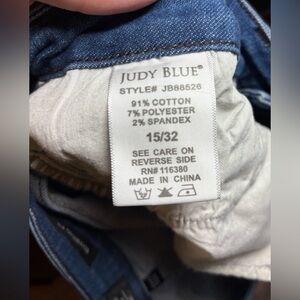 JUDY BLUE®
STYLE# JB88526
91% COTTON
7% POLYESTER
2% SPANDEX
15/32
SEE CARE ON
REVERSE SIDE
RN# 116380
MADE IN CHINA